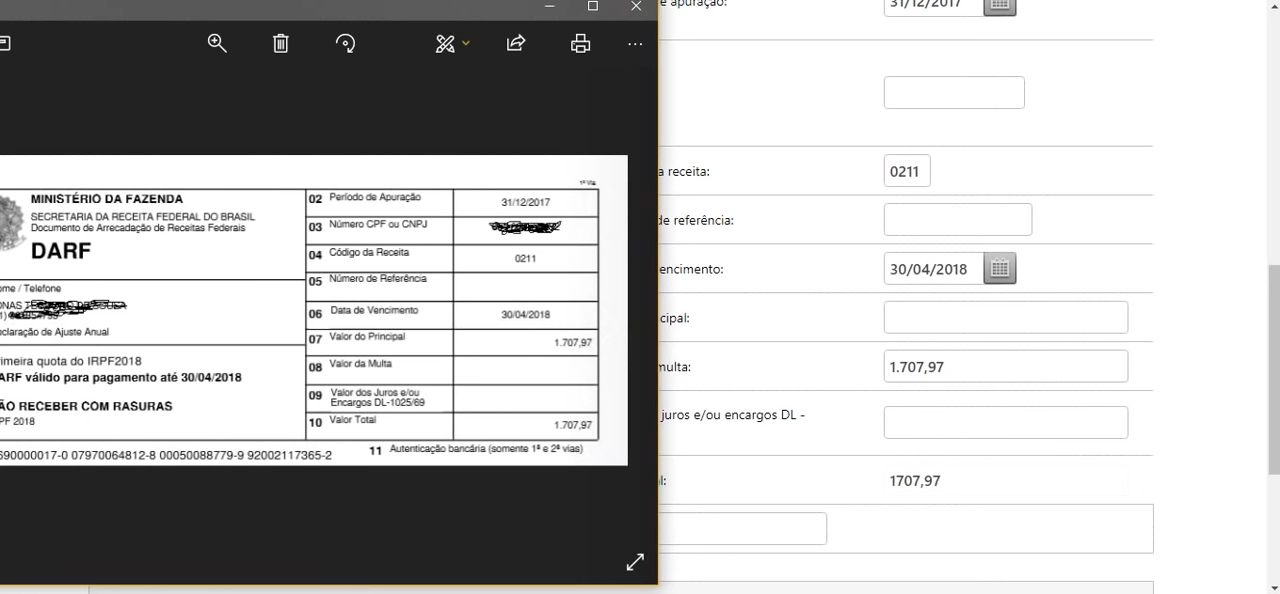 1ª Via
MINISTÉRIO DA FAZENDA
SECRETARIA DA RECEITA FEDERAL DO BRASIL
Documento de Arrecadação de Receitas Federais
DARF
ome / Telefone
ONAS
eclaração de Ajuste Anual
rimeira quota do IRPF2018
ARF válido para pagamento até 30/04/2018
ÃO RECEBER COM RASURAS
PF 2018
690000017-0 07970064812-8 00050088779-9 92002117365-2
02 Período de Apuração 31/12/2017
03 Número CPF ou CNPJ
04 Código da Receita 0211
05 Número de Referência
06 Data de Vencimento 30/04/2018
07 Valor do Principal 1.707,97
08 Valor da Multa
09 Valor dos Juros e/ou
Encargos DL-1025/69
10 Valor Total 1.707,97
11 Autenticação bancária (somente 1ª e 2ª vias)
e apuração: 31/12/2017
a receita: 0211
de referência:
encimento: 30/04/2018
cipal:
multa: 1.707,97
juros e/ou encargos DL -
l: 1707,97